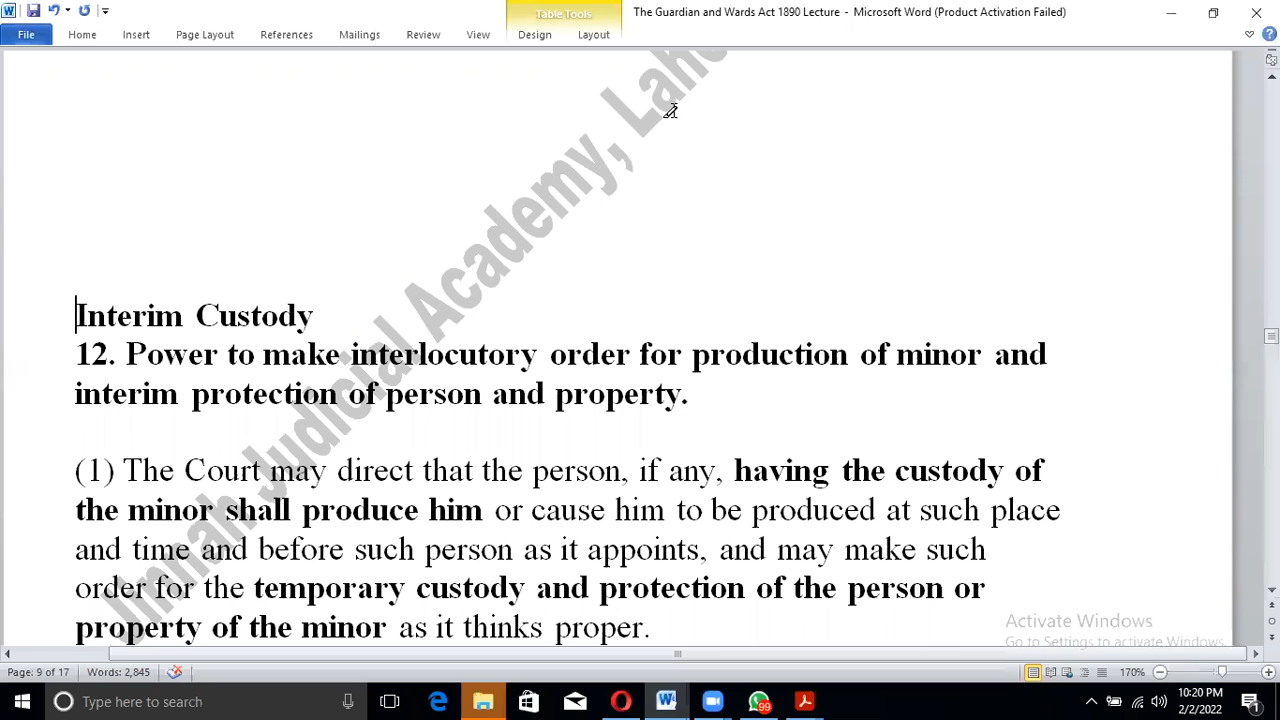 Table Tools
The Guardian and Wards Act 1890 Lecture - Microsoft Word (Product Activation Failed)
File Home Insert Page Layout References Mailings Review View Design Layout
Jinnah Judicial Academy, Laho
Interim Custody
12. Power to make interlocutory order for production of minor and
interim protection of person and property.
(1) The Court may direct that the person, if any, having the custody of
the minor shall produce him or cause him to be produced at such place
and time and before such person as it appoints, and may make such
order for the temporary custody and protection of the person or
property of the minor as it thinks proper.
Activate Windows
Go to Settings to activate Windows.
Page: 9 of 17 Words: 2,845 170%
Type here to search
99
10:20 PM
2/2/2022
1